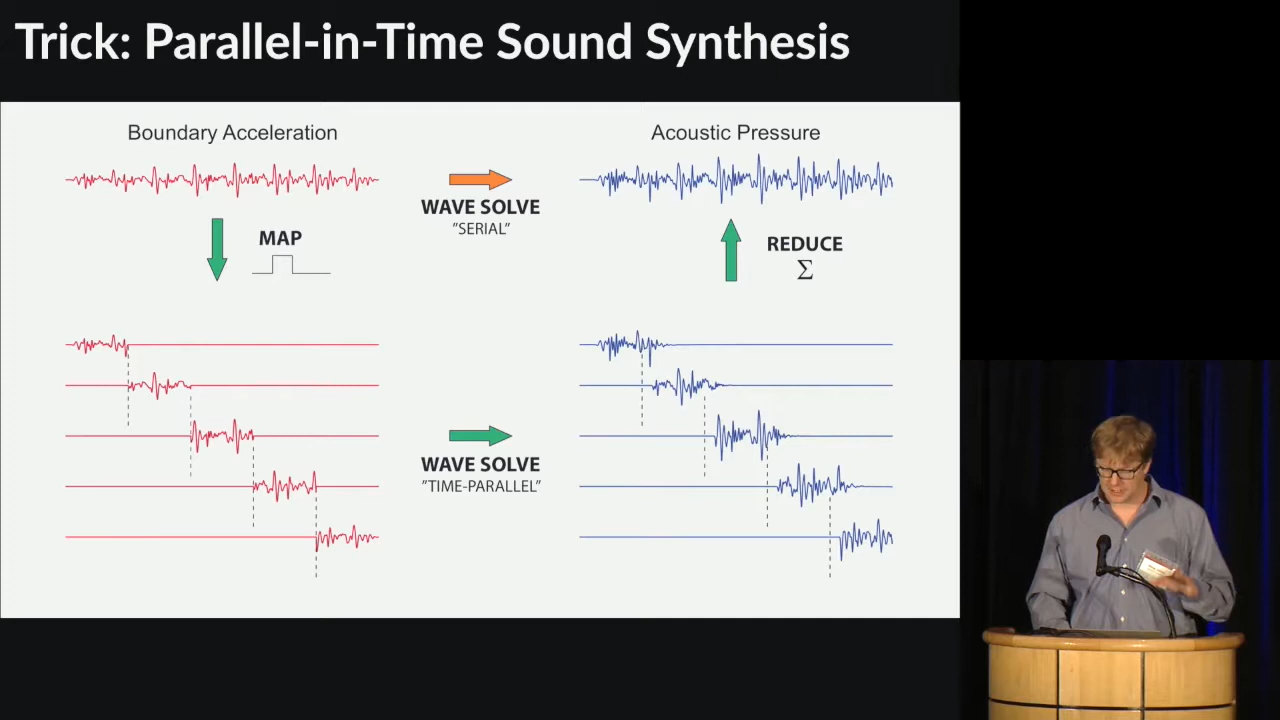 Trick: Parallel-in-Time Sound Synthesis
Boundary Acceleration
Acoustic Pressure
WAVE SOLVE
"SERIAL"
MAP
REDUCE
Σ
WAVE SOLVE
"TIME-PARALLEL"